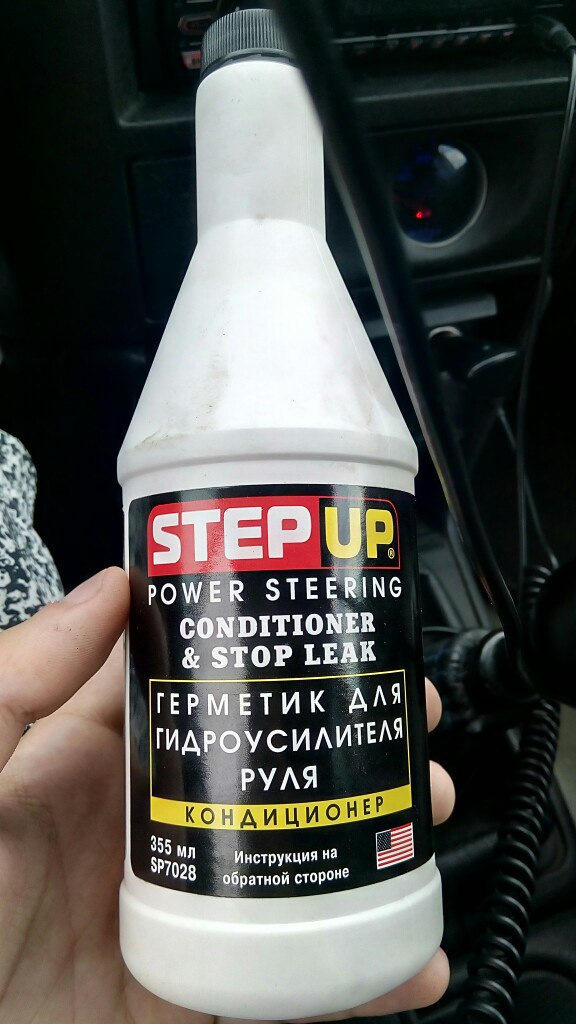 STEP UP®
POWER STEERING
CONDITIONER
& STOP LEAK
ГЕРМЕТИК ДЛЯ
ГИДРОУСИЛИТЕЛЯ
РУЛЯ
КОНДИЦИОНЕР
355 мл
SP7028
Инструкция на
обратной стороне